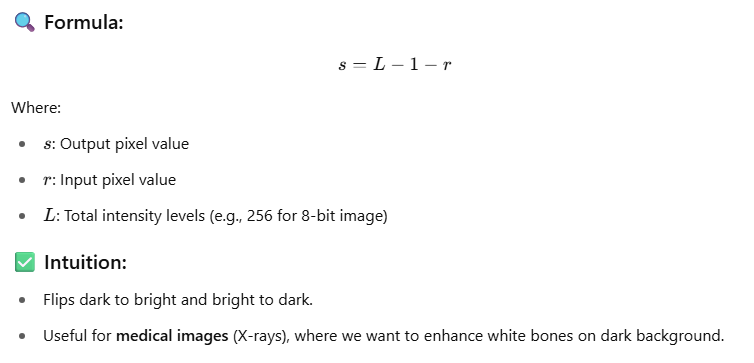 🔍 Formula:
s = L − 1 − r
Where:
• s: Output pixel value
• r: Input pixel value
• L: Total intensity levels (e.g., 256 for 8-bit image)
✅ Intuition:
• Flips dark to bright and bright to dark.
• Useful for medical images (X-rays), where we want to enhance white bones on dark background.